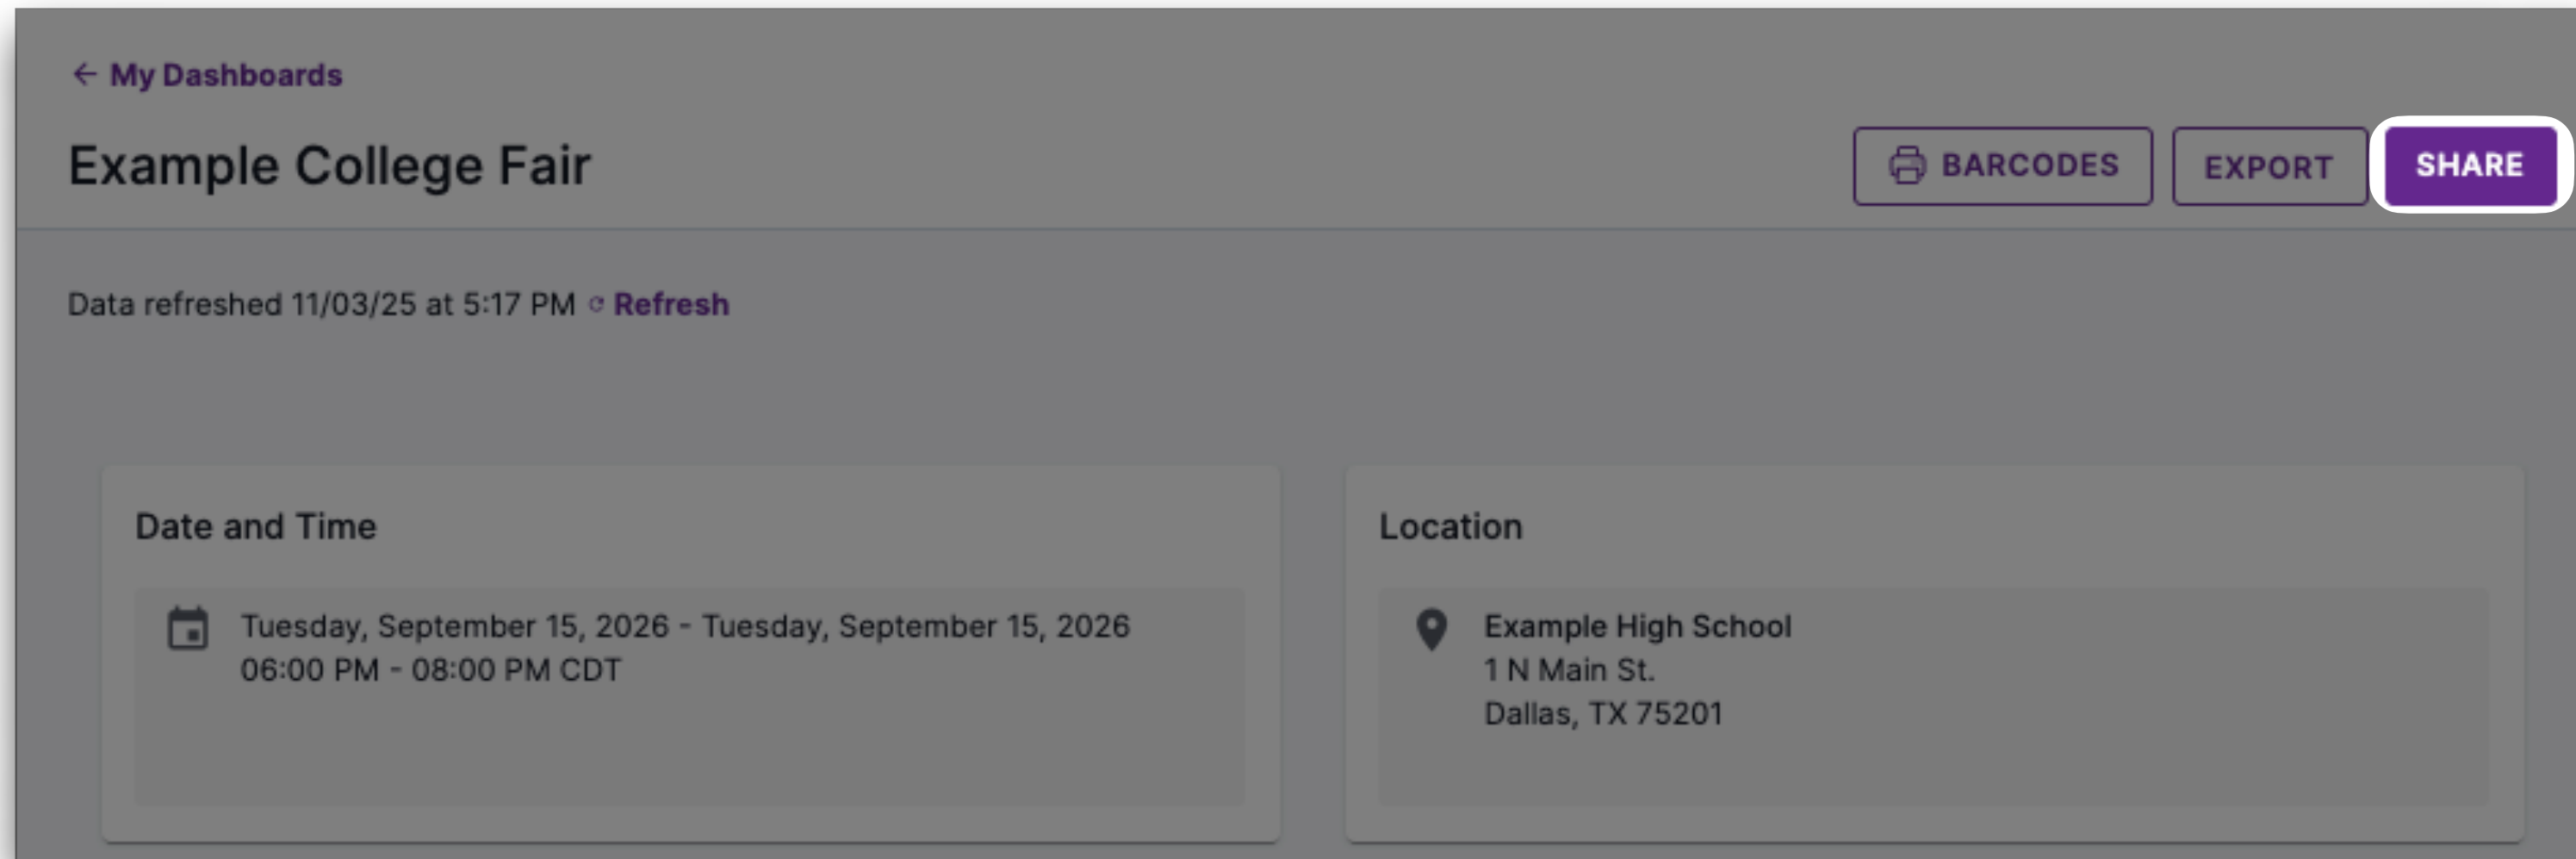 ← My Dashboards
Example College Fair
BARCODES
EXPORT
SHARE
Data refreshed 11/03/25 at 5:17 PM Refresh
Date and Time
Tuesday, September 15, 2026 - Tuesday, September 15, 2026
06:00 PM - 08:00 PM CDT
Location
Example High School
1 N Main St.
Dallas, TX 75201